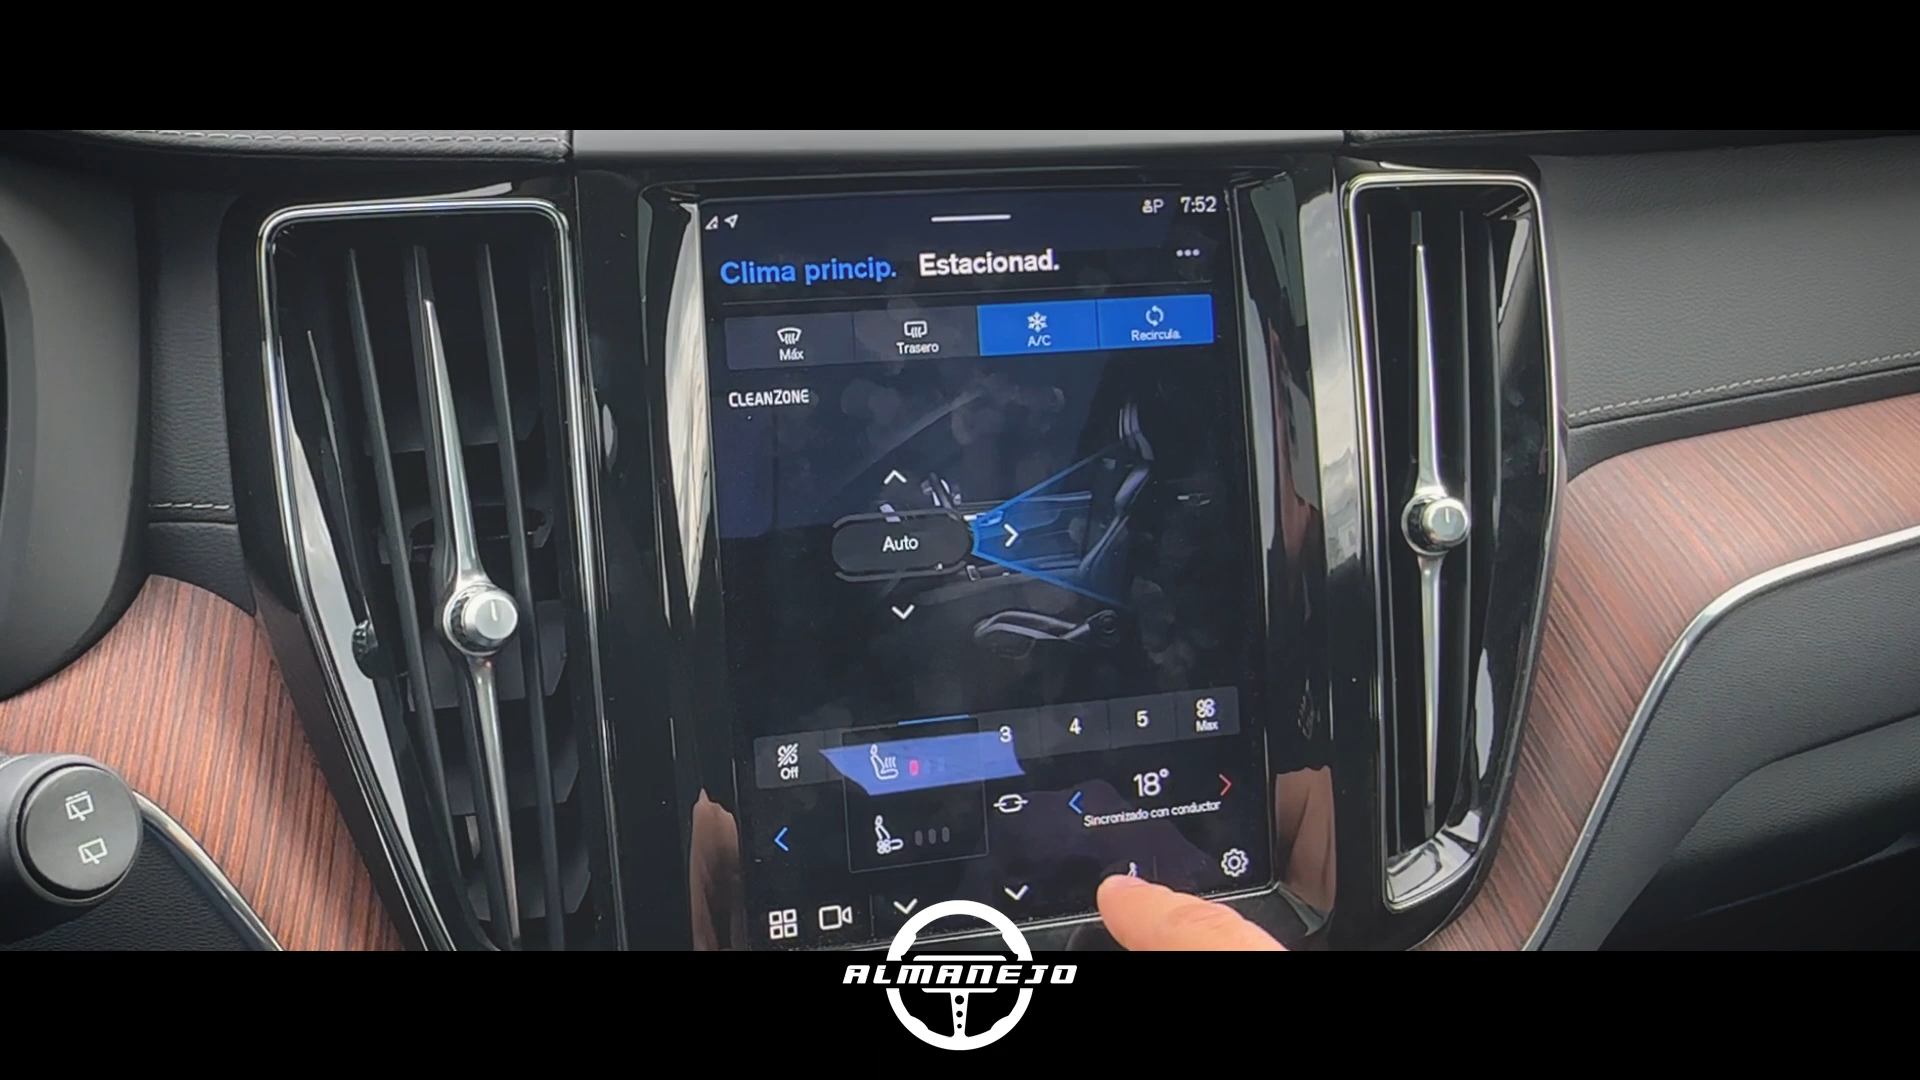 P 7:52
Clima princip. Estacionad.
Máx Trasero A/C Recircula.
CLEANZONE
Auto
Off 3 4 5 Max
18°
Sincronizado con conductor
ALMANEJO